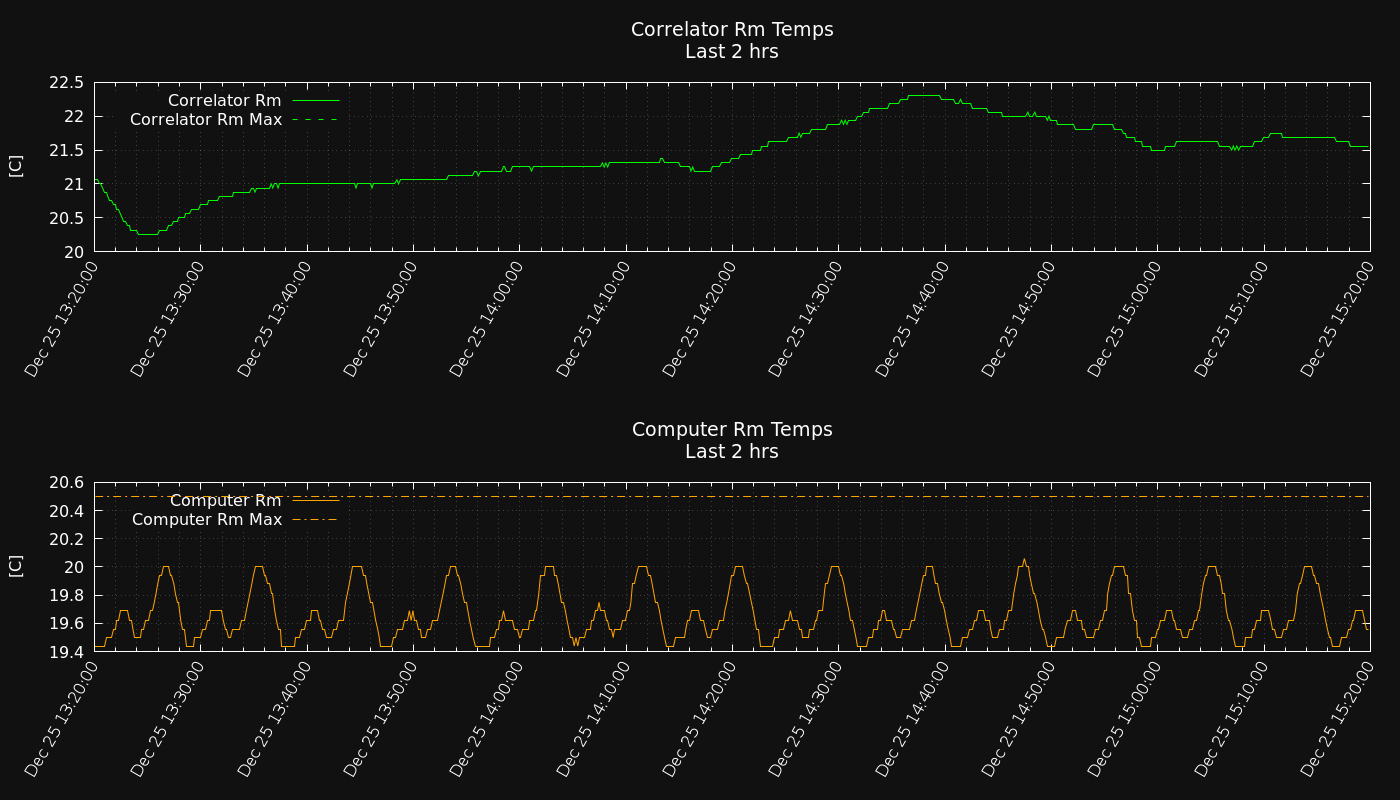 Correlator Rm Temps
Last 2 hrs
22.5
22
21.5
21
20.5
20
[C]
Correlator Rm
Correlator Rm Max
Dec 25 13:20:00
Dec 25 13:30:00
Dec 25 13:40:00
Dec 25 13:50:00
Dec 25 14:00:00
Dec 25 14:10:00
Dec 25 14:20:00
Dec 25 14:30:00
Dec 25 14:40:00
Dec 25 14:50:00
Dec 25 15:00:00
Dec 25 15:10:00
Dec 25 15:20:00
Computer Rm Temps
Last 2 hrs
20.6
20.4
20.2
20
19.8
19.6
19.4
[C]
Computer Rm
Computer Rm Max
Dec 25 13:20:00
Dec 25 13:30:00
Dec 25 13:40:00
Dec 25 13:50:00
Dec 25 14:00:00
Dec 25 14:10:00
Dec 25 14:20:00
Dec 25 14:30:00
Dec 25 14:40:00
Dec 25 14:50:00
Dec 25 15:00:00
Dec 25 15:10:00
Dec 25 15:20:00